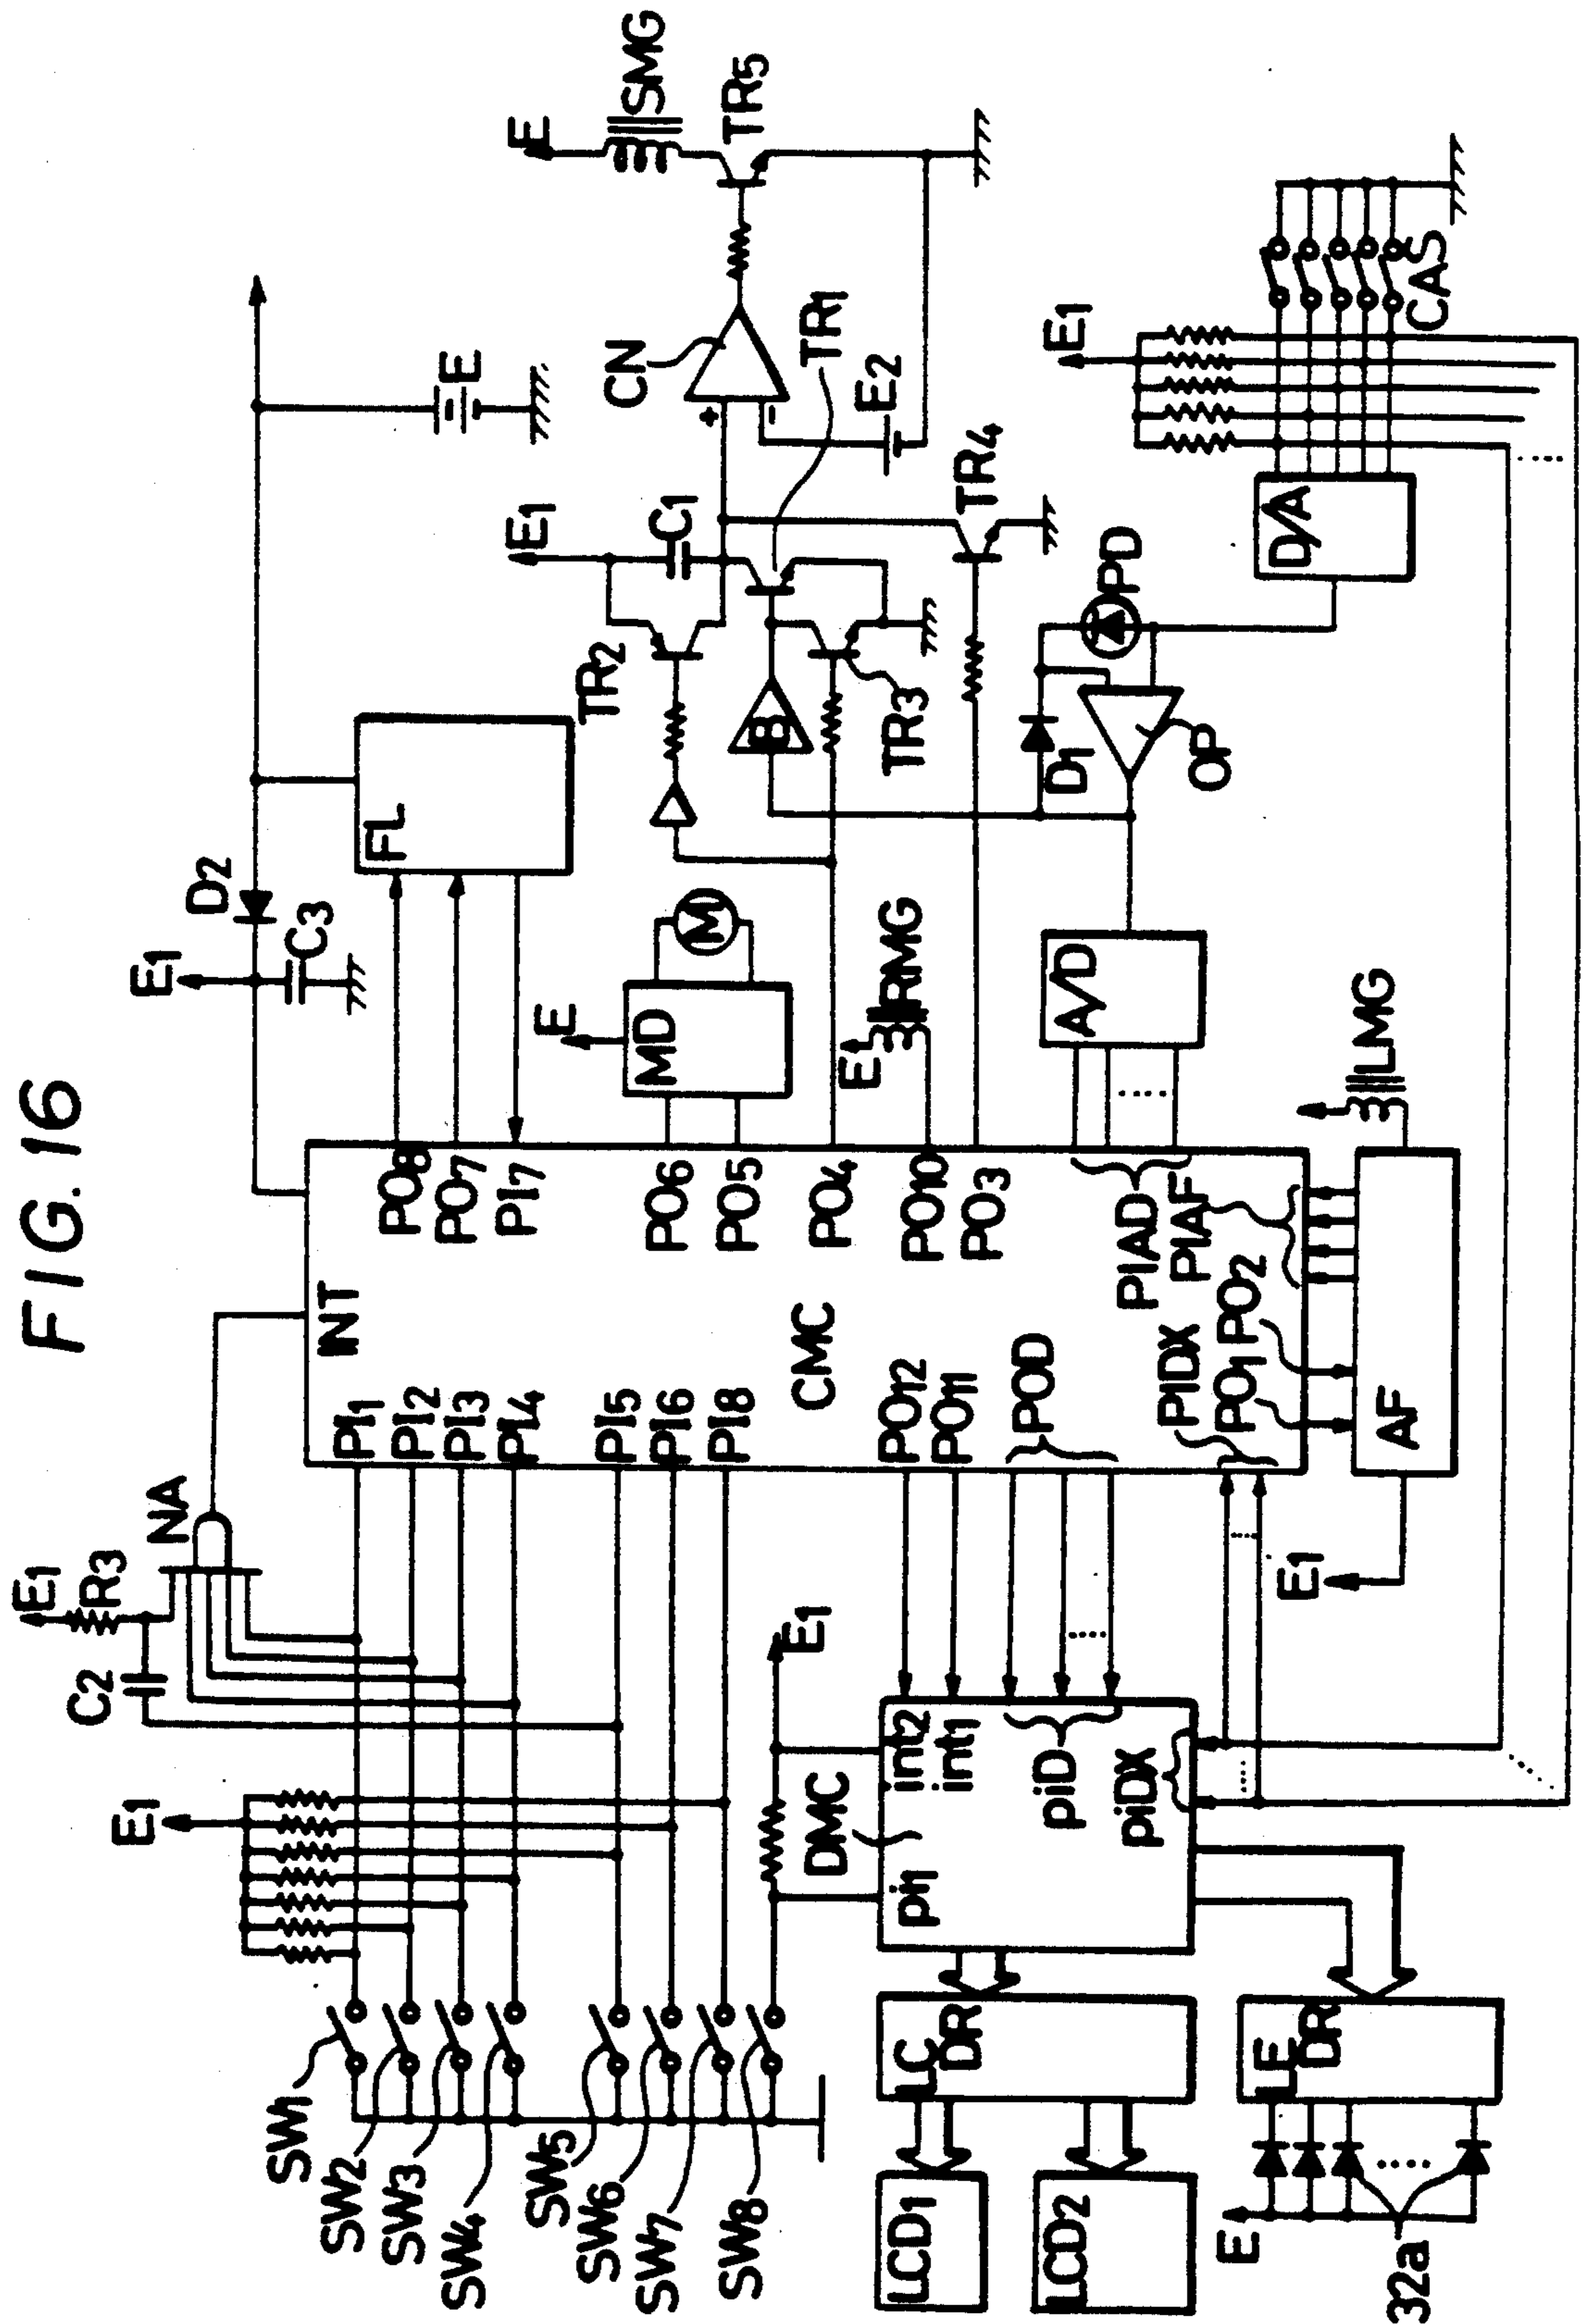 FIG. 16
E1
R3
C2
NA
E1
SW1
SW2
SW3
SW4
SW5
SW6
SW7
SW8
INT
PI1
PI2
PI3
PI4
PI5
PI6
PI8
CMC
PO12
PO11
POD
PIDX
PO1
PO2
PIAF
PIAD
PO8
PO7
PI7
PO6
PO5
PO4
PO10
PO3
E1
D2
C3
FL
E
E
MD
M
E1
RMG
TR2
B
TR3
E1
C1
TR1
CN
+
-
E2
E
SMG
TR5
TR4
D1
PD
OP
A/D
D/A
E1
CAS
LMG
AF
E1
E1
DMC
int2
int1
pi1
piD
piDX
LC
DR
LCD1
LCD2
LE
DR
E
32a